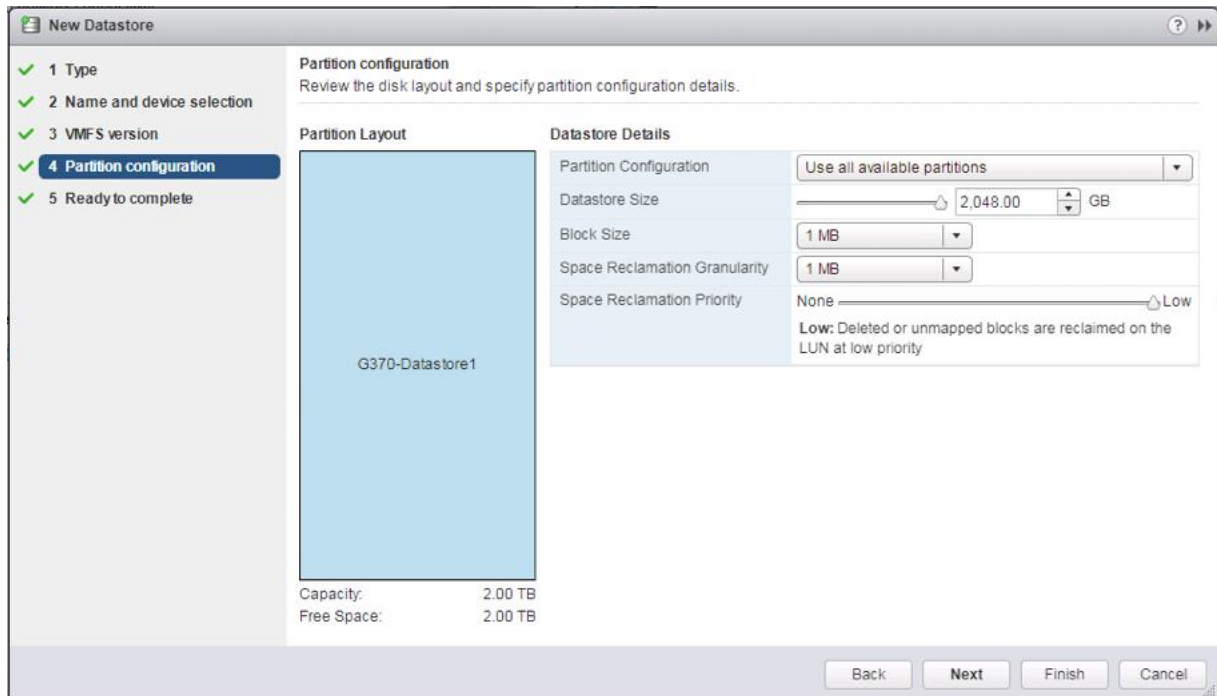 New Datastore
?
1 Type
2 Name and device selection
3 VMFS version
4 Partition configuration
5 Ready to complete
Partition configuration
Review the disk layout and specify partition configuration details.
Partition Layout
G370-Datastore1
Capacity: 2.00 TB
Free Space: 2.00 TB
Datastore Details
Partition Configuration Use all available partitions
Datastore Size 2,048.00 GB
Block Size 1 MB
Space Reclamation Granularity 1 MB
Space Reclamation Priority None Low
Low: Deleted or unmapped blocks are reclaimed on the
LUN at low priority
Back Next Finish Cancel